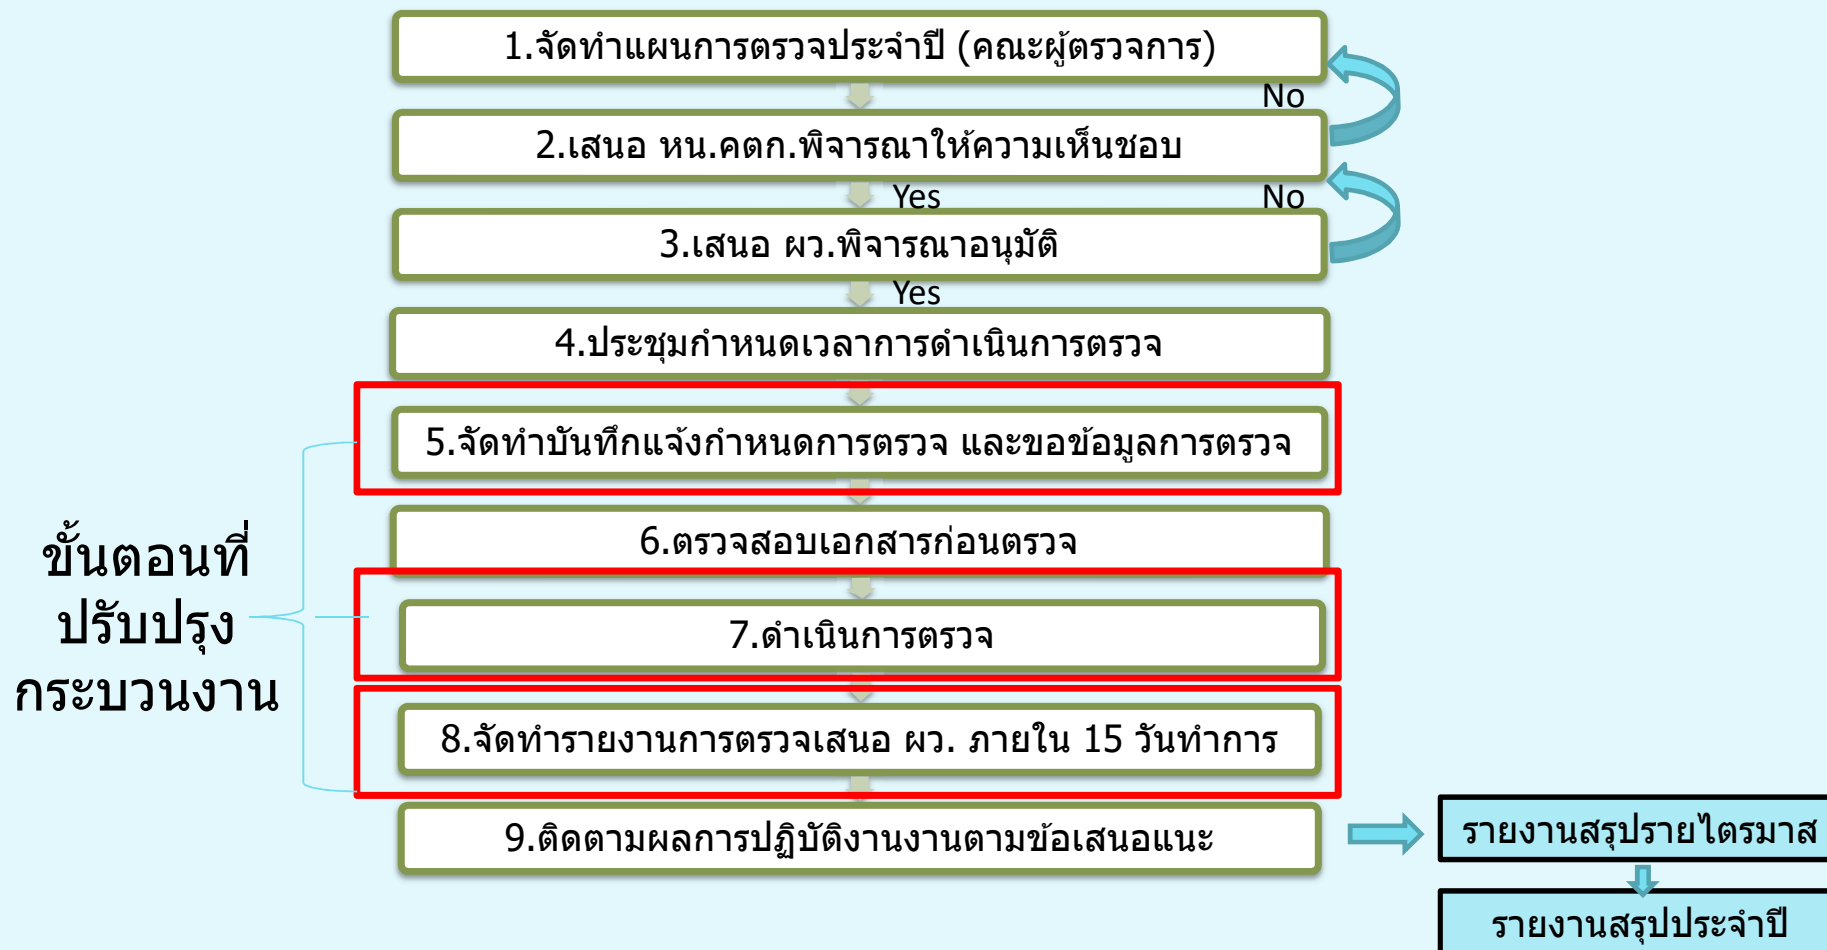 1.จัดทำแผนการตรวจประจำปี (คณะผู้ตรวจการ)
No
2.เสนอ หน.คตก.พิจารณาให้ความเห็นชอบ
Yes
No
3.เสนอ ผว.พิจารณาอนุมัติ
Yes
4.ประชุมกำหนดเวลาการดำเนินการตรวจ
5.จัดทำบันทึกแจ้งกำหนดการตรวจ และขอข้อมูลการตรวจ
6.ตรวจสอบเอกสารก่อนตรวจ
ขั้นตอนที่
ปรับปรุง
กระบวนงาน
7.ดำเนินการตรวจ
8.จัดทำรายงานการตรวจเสนอ ผว. ภายใน 15 วันทำการ
9.ติดตามผลการปฏิบัติงานงานตามข้อเสนอแนะ
รายงานสรุปรายไตรมาส
รายงานสรุปประจำปี